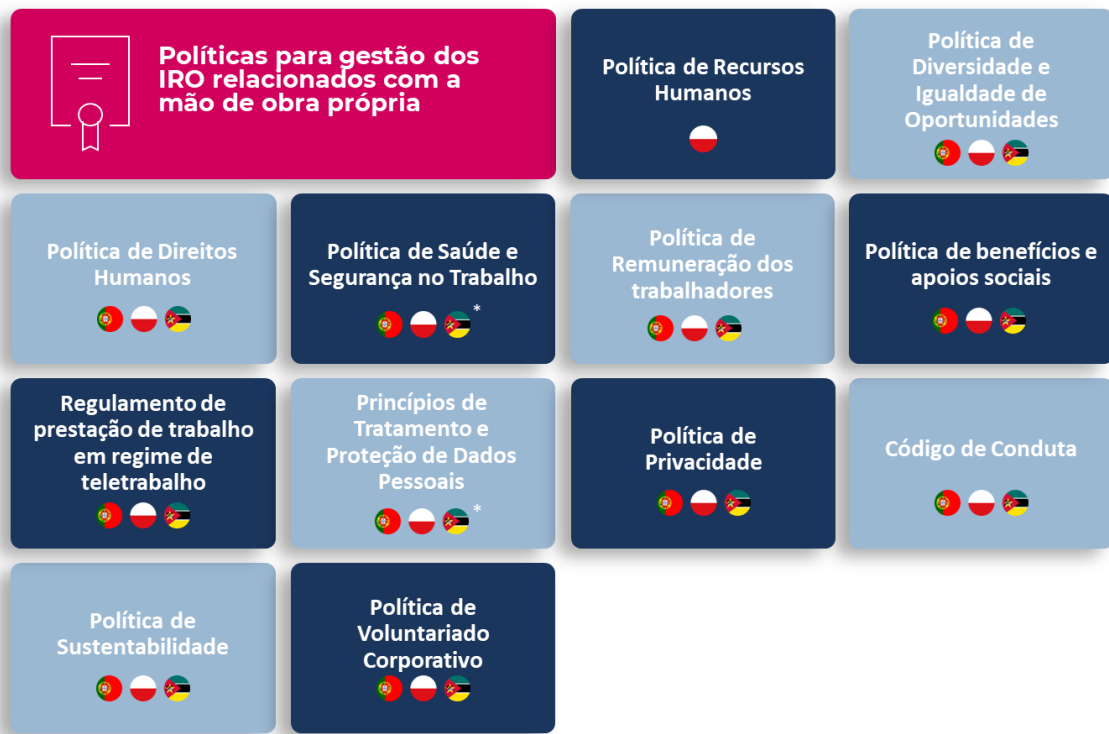 Políticas para gestão dos
IRO relacionados com a
mão de obra própria
Política de Recursos
Humanos
Política de
Diversidade e
Igualdade de
Oportunidades
Política de Direitos
Humanos
Política de Saúde e
Segurança no Trabalho
*
Política de
Remuneração dos
trabalhadores
Política de benefícios e
apoios sociais
Regulamento de
prestação de trabalho
em regime de
teletrabalho
Princípios de
Tratamento e
Proteção de Dados
Pessoais
*
Política de
Privacidade
Código de Conduta
Política de
Sustentabilidade
Política de
Voluntariado
Corporativo